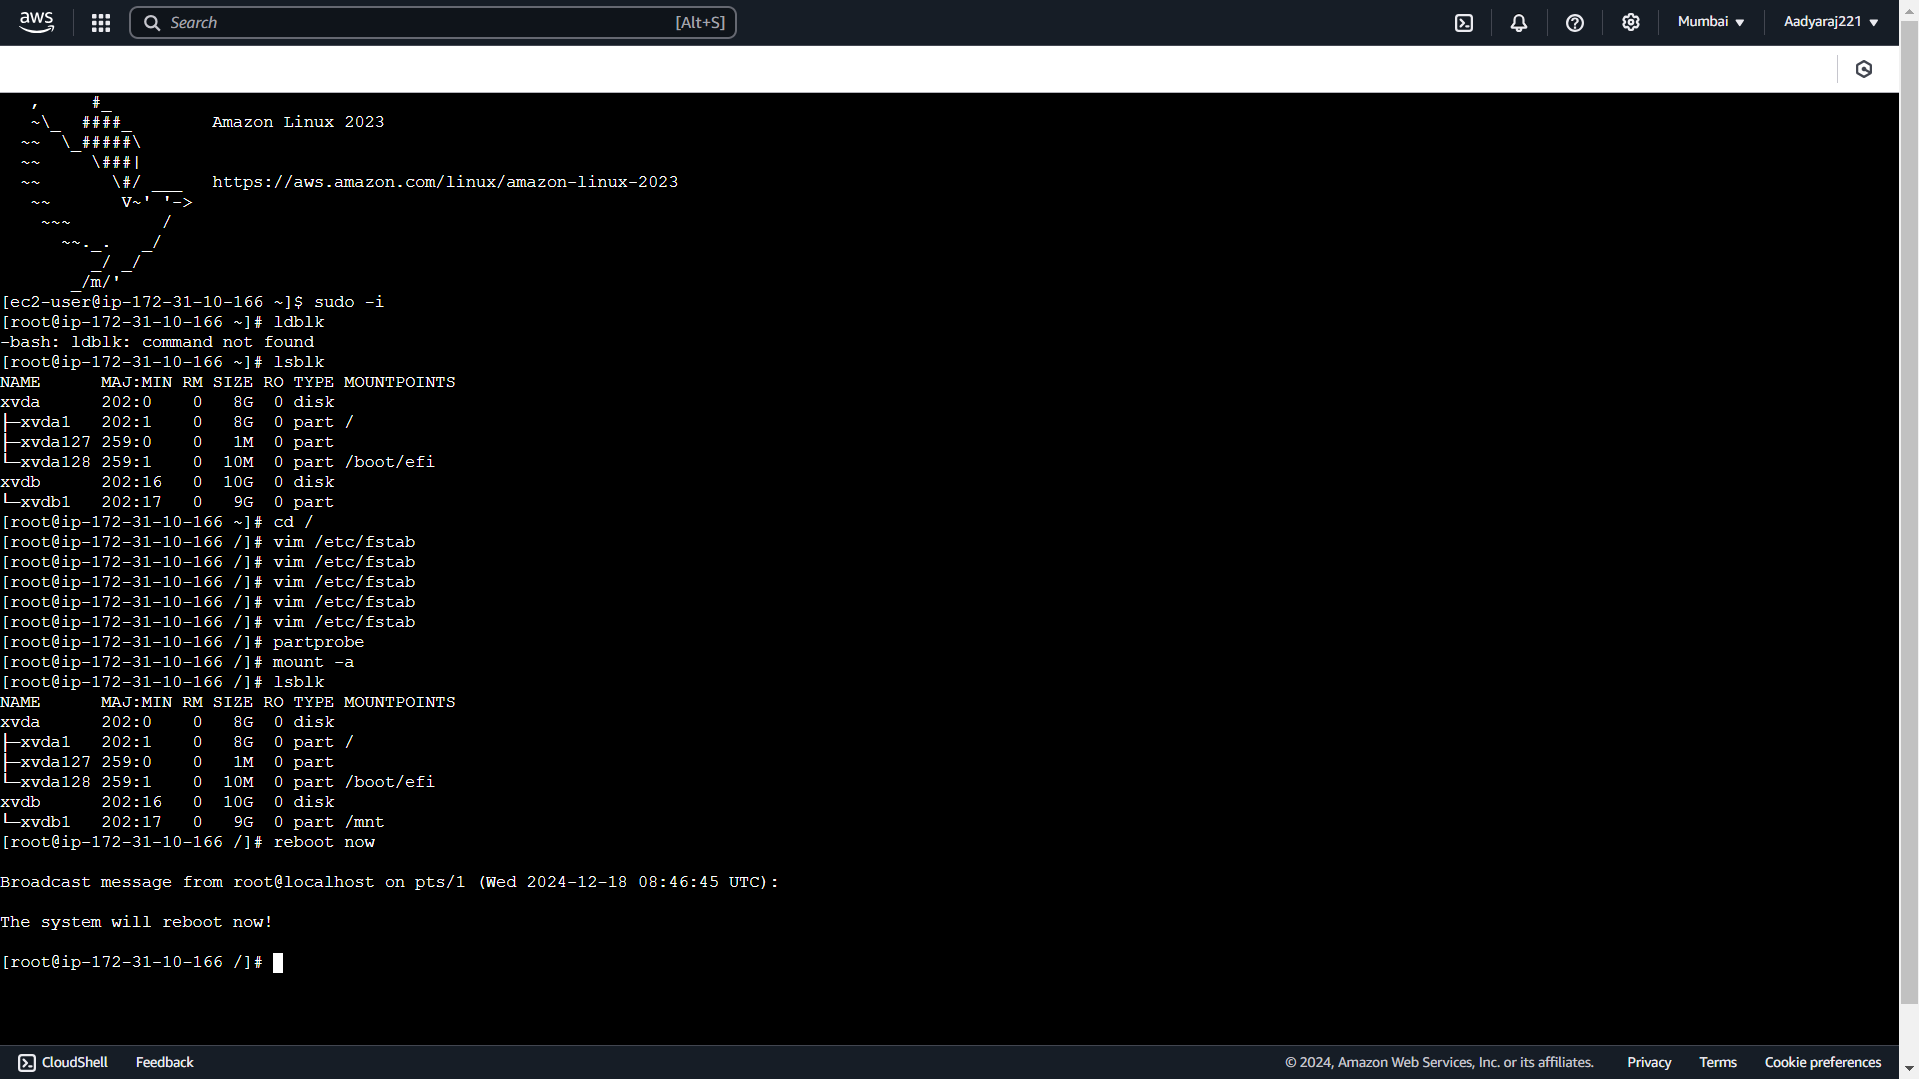 aws
Search [Alt+S]
Mumbai ▼
Aadyaraj221 ▼
   ,     #_
   ~\_  ####_        Amazon Linux 2023
  ~~  \_#####\
  ~~     \###|
  ~~       \#/ ___   https://aws.amazon.com/linux/amazon-linux-2023
   ~~       V~' '->
    ~~~         /
      ~~._.   _/
         _/ _/
       _/m/'
[ec2-user@ip-172-31-10-166 ~]$ sudo -i
[root@ip-172-31-10-166 ~]# ldblk
-bash: ldblk: command not found
[root@ip-172-31-10-166 ~]# lsblk
NAME      MAJ:MIN RM SIZE RO TYPE MOUNTPOINTS
xvda      202:0    0   8G  0 disk
├─xvda1   202:1    0   8G  0 part /
├─xvda127 259:0    0   1M  0 part
└─xvda128 259:1    0  10M  0 part /boot/efi
xvdb      202:16   0  10G  0 disk
└─xvdb1   202:17   0   9G  0 part
[root@ip-172-31-10-166 ~]# cd /
[root@ip-172-31-10-166 /]# vim /etc/fstab
[root@ip-172-31-10-166 /]# vim /etc/fstab
[root@ip-172-31-10-166 /]# vim /etc/fstab
[root@ip-172-31-10-166 /]# vim /etc/fstab
[root@ip-172-31-10-166 /]# vim /etc/fstab
[root@ip-172-31-10-166 /]# partprobe
[root@ip-172-31-10-166 /]# mount -a
[root@ip-172-31-10-166 /]# lsblk
NAME      MAJ:MIN RM SIZE RO TYPE MOUNTPOINTS
xvda      202:0    0   8G  0 disk
├─xvda1   202:1    0   8G  0 part /
├─xvda127 259:0    0   1M  0 part
└─xvda128 259:1    0  10M  0 part /boot/efi
xvdb      202:16   0  10G  0 disk
└─xvdb1   202:17   0   9G  0 part /mnt
[root@ip-172-31-10-166 /]# reboot now
Broadcast message from root@localhost on pts/1 (Wed 2024-12-18 08:46:45 UTC):
The system will reboot now!
[root@ip-172-31-10-166 /]#
CloudShell Feedback © 2024, Amazon Web Services, Inc. or its affiliates. Privacy Terms Cookie preferences